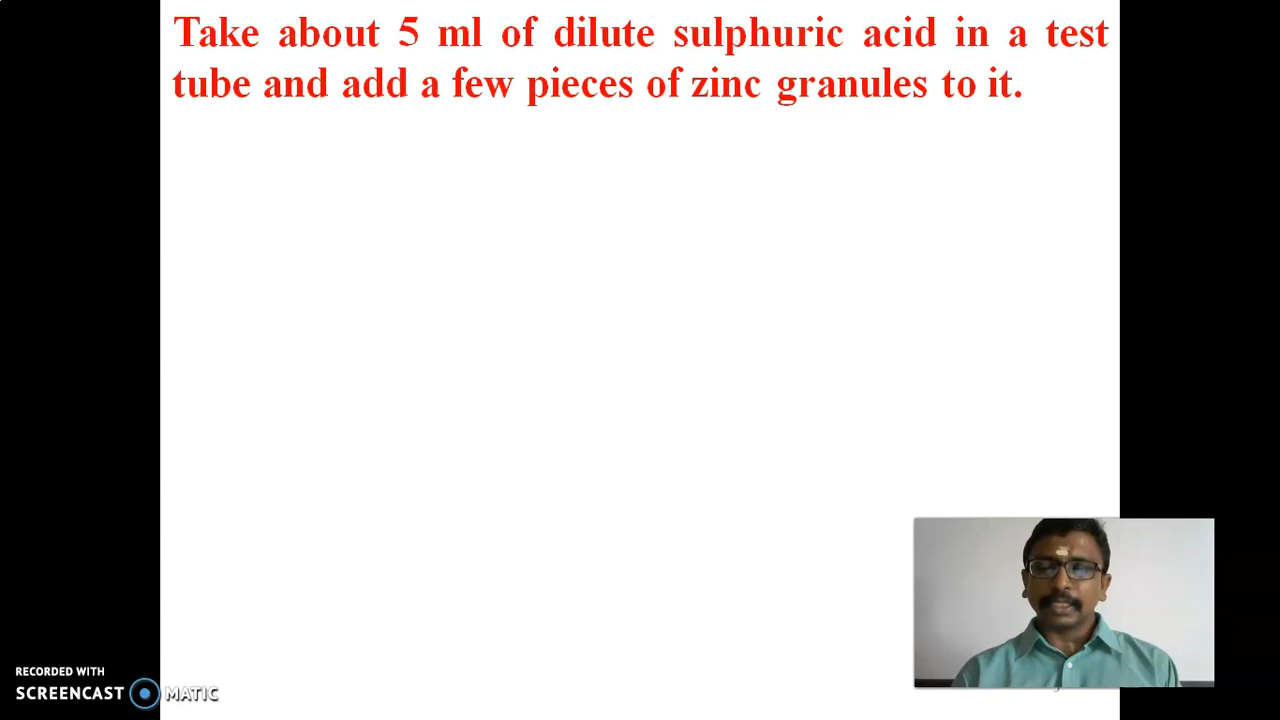 Take about 5 ml of dilute sulphuric acid in a test
tube and add a few pieces of zinc granules to it.
RECORDED WITH
SCREENCAST MATIC